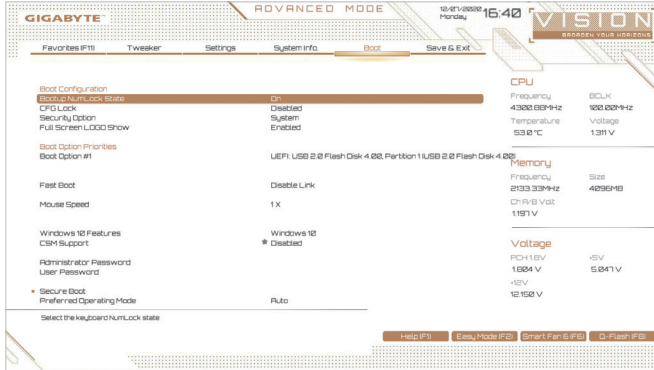 GIGABYTE™
ADVANCED MODE
12/07/2020
Monday
16:40
VISION
BROADEN YOUR HORIZONS
Favorites (F11) Tweaker Settings System Info. Boot Save & Exit
Boot Configuration
Bootup NumLock State On
CFG Lock Disabled
Security Option System
Full Screen LOGO Show Enabled
Boot Option Priorities
Boot Option #1 UEFI: USB 2.0 Flash Disk 4.00, Partition 1 (USB 2.0 Flash Disk 4.00)
Fast Boot Disable Link
Mouse Speed 1 X
Windows 10 Features Windows 10
CSM Support Disabled
Administrator Password
User Password
Secure Boot
Preferred Operating Mode Auto
Select the keyboard NumLock state
CPU
Frequency BCLK
4300.88MHz 100.00MHz
Temperature Voltage
53.0 °C 1.311 V
Memory
Frequency Size
2133.33MHz 4096MB
Ch A/B Volt
1.197 V
Voltage
PCH 1.8V +5V
1.804 V 5.047 V
+12V
12.150 V
Help (F1) Easy Mode (F2) Smart Fan 6 (F6) Q-Flash (F8)